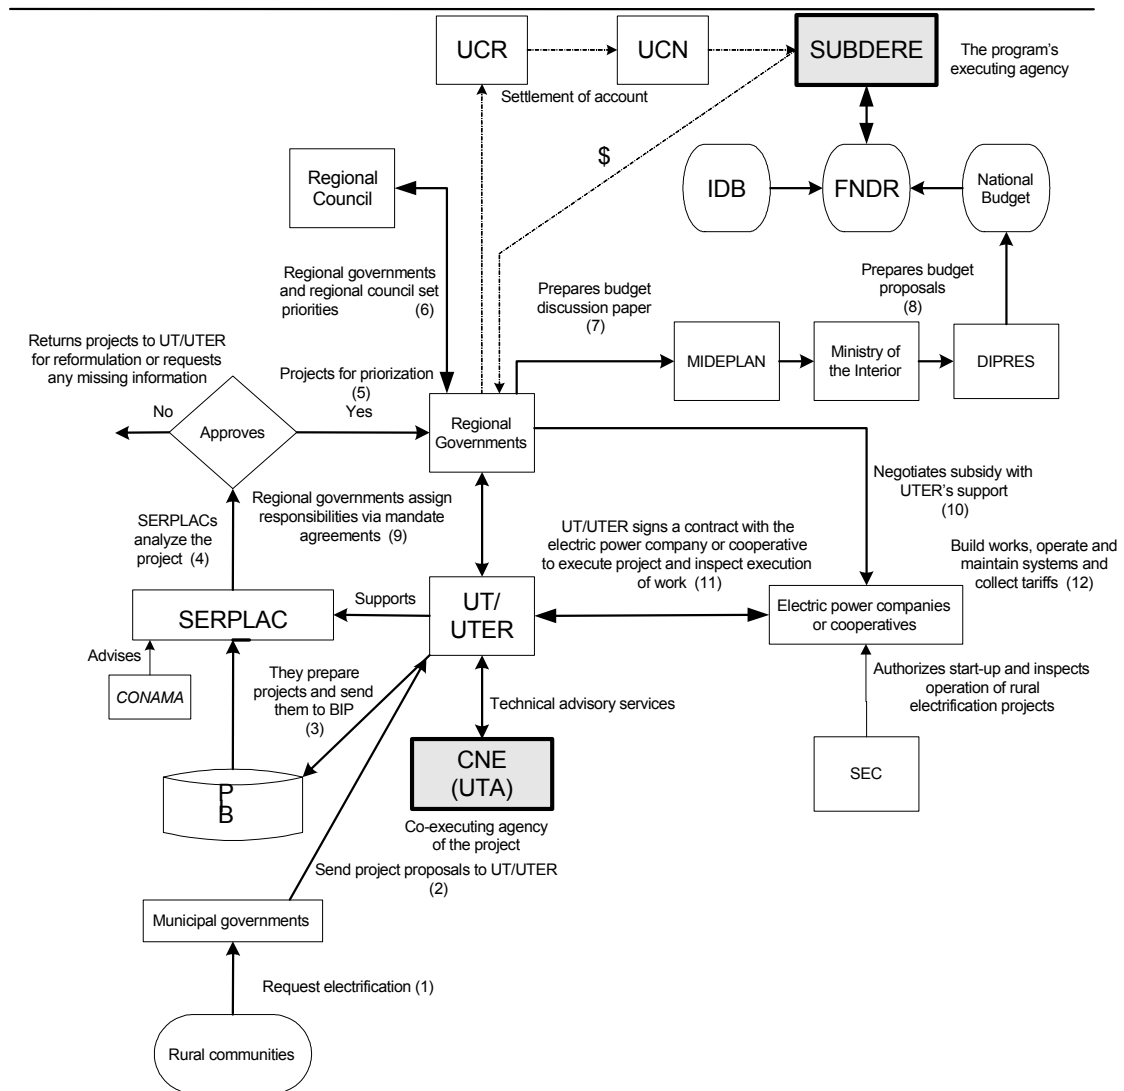 UCR
UCN
SUBDERE
The program's
executing agency
Settlement of account
$
Regional
Council
IDB
FNDR
National
Budget
Regional governments
and regional council set
priorities (6)
Prepares budget
discussion paper
(7)
Prepares budget
proposals
(8)
Returns projects to UT/UTER
for reformulation or requests
any missing information
MIDEPLAN
Ministry of
the Interior
DIPRES
Projects for priorization
(5)
No
Yes
Approves
Regional
Governments
Negotiates subsidy with
UTER's support
(10)
Regional governments assign
responsibilities via mandate
agreements (9)
SERPLACs
analyze the
project (4)
UT/UTER signs a contract with the
electric power company or cooperative
to execute project and inspect execution
of work (11)
Build works, operate and
maintain systems and
collect tariffs (12)
SERPLAC
Supports
UT/
UTER
Electric power companies
or cooperatives
Advises
CONAMA
They prepare
projects and send
them to BIP
(3)
Authorizes start-up and inspects
operation of rural
electrification projects
Technical advisory services
CNE
(UTA)
SEC
P
B
Co-executing agency
of the project
Send project proposals to UT/UTER
(2)
Municipal governments
Request electrification (1)
Rural communities